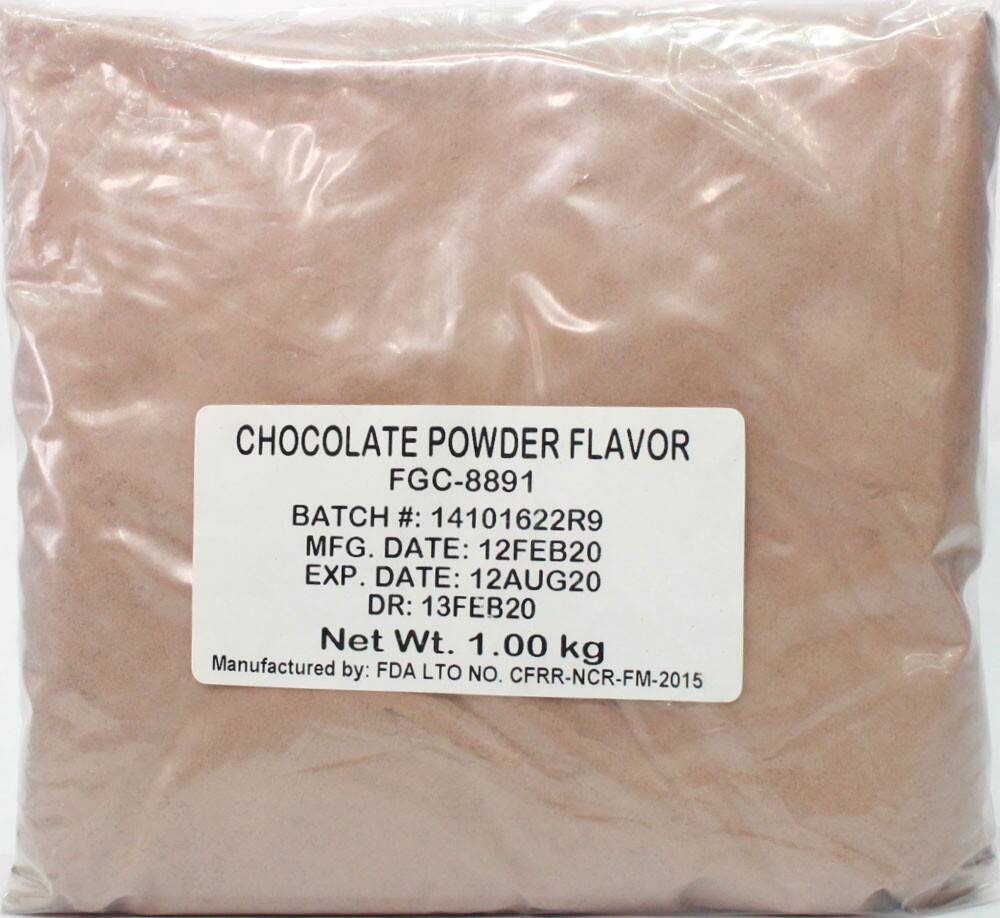 CHOCOLATE POWDER FLAVOR
FGC-8891
BATCH #: 14101622R9
MFG. DATE: 12FEB20
EXP. DATE: 12AUG20
DR: 13FEB20
Net Wt. 1.00 kg
Manufactured by: FDA LTO NO. CFRR-NCR-FM-2015